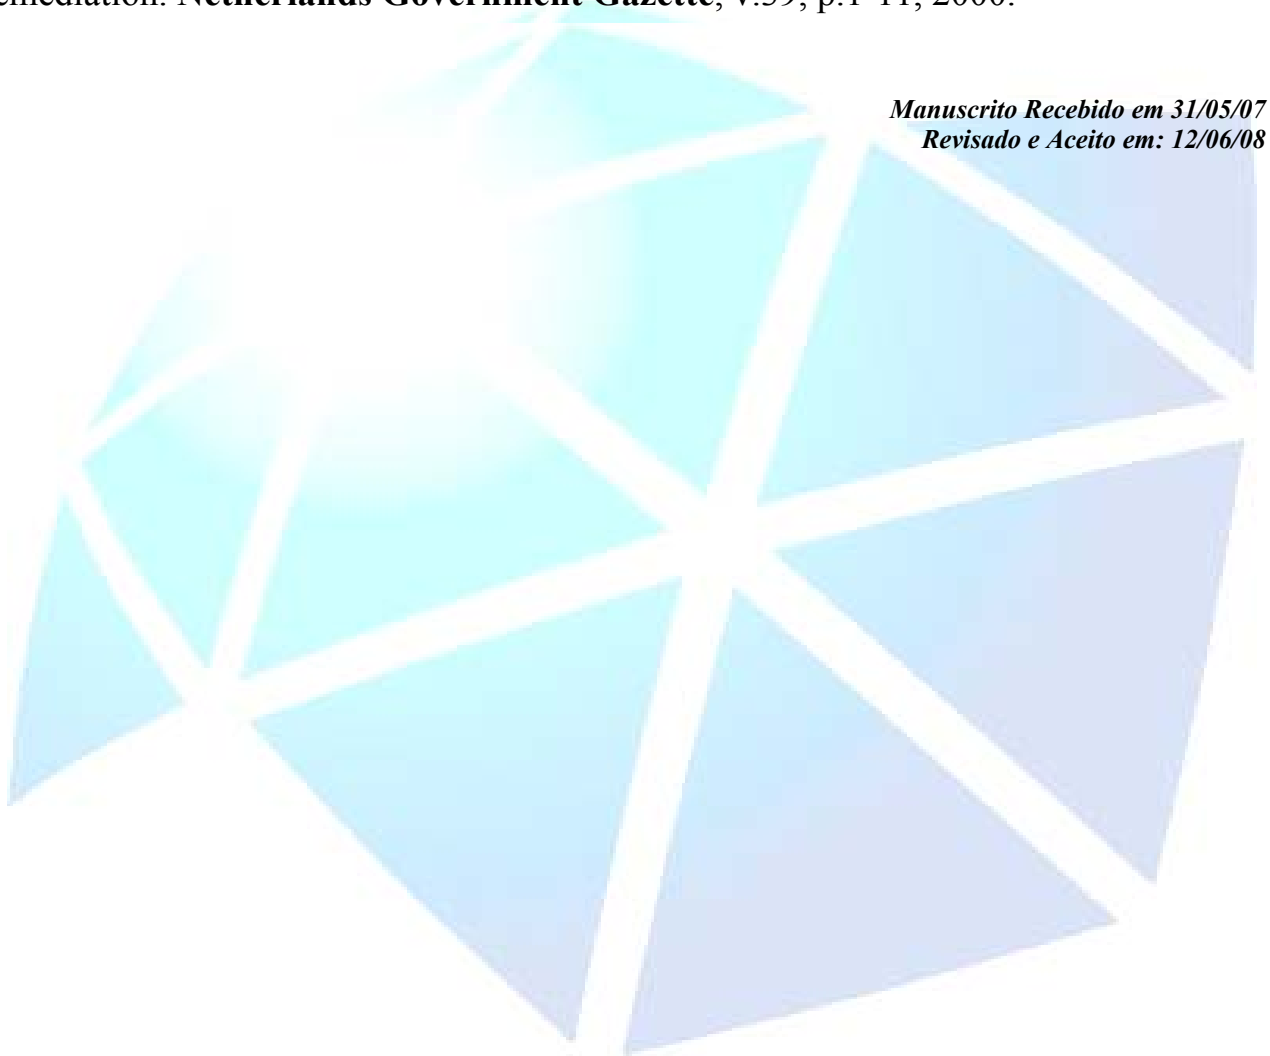 emediation. Netherlands Government Gazette, v.39, p.1-11, 2000.
Manuscrito Recebido em 31/05/07
Revisado e Aceito em: 12/06/08